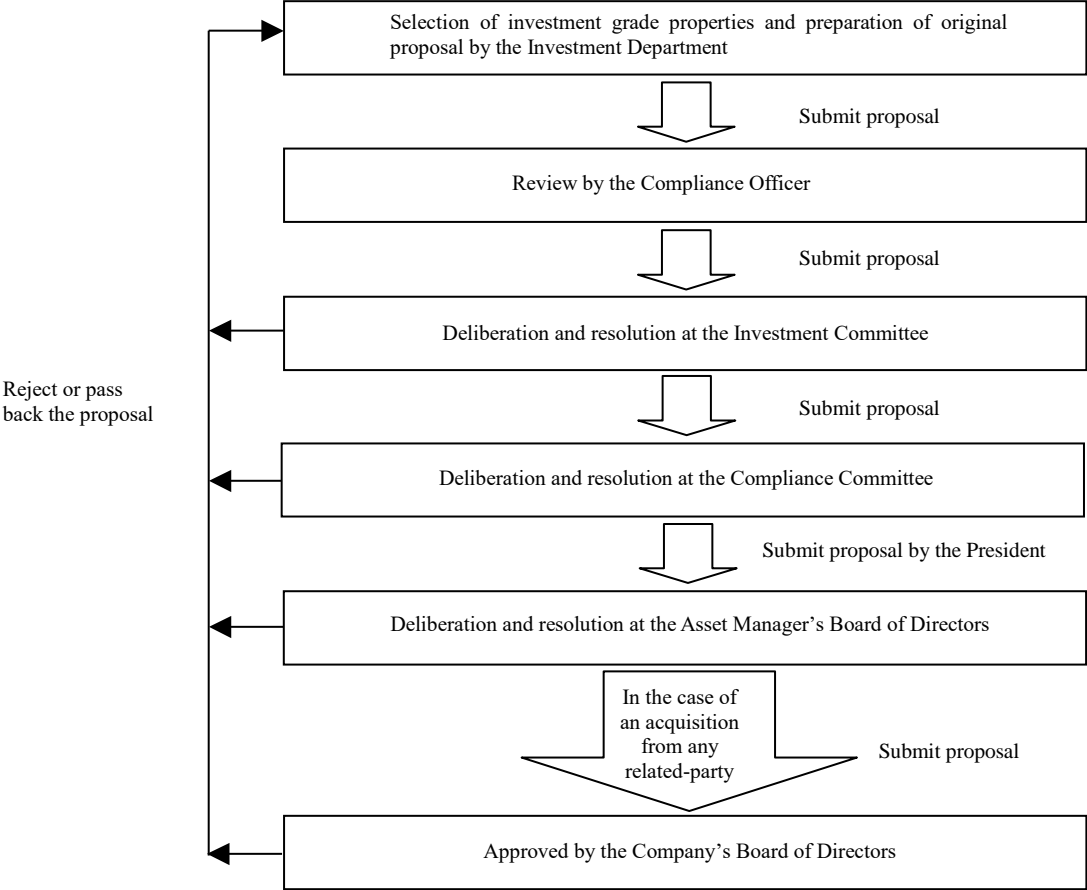 Selection of investment grade properties and preparation of original
proposal by the Investment Department
Submit proposal
Review by the Compliance Officer
Submit proposal
Deliberation and resolution at the Investment Committee
Reject or pass
back the proposal
Submit proposal
Deliberation and resolution at the Compliance Committee
Submit proposal by the President
Deliberation and resolution at the Asset Manager's Board of Directors
In the case of
an acquisition
from any
related-party
Submit proposal
Approved by the Company's Board of Directors